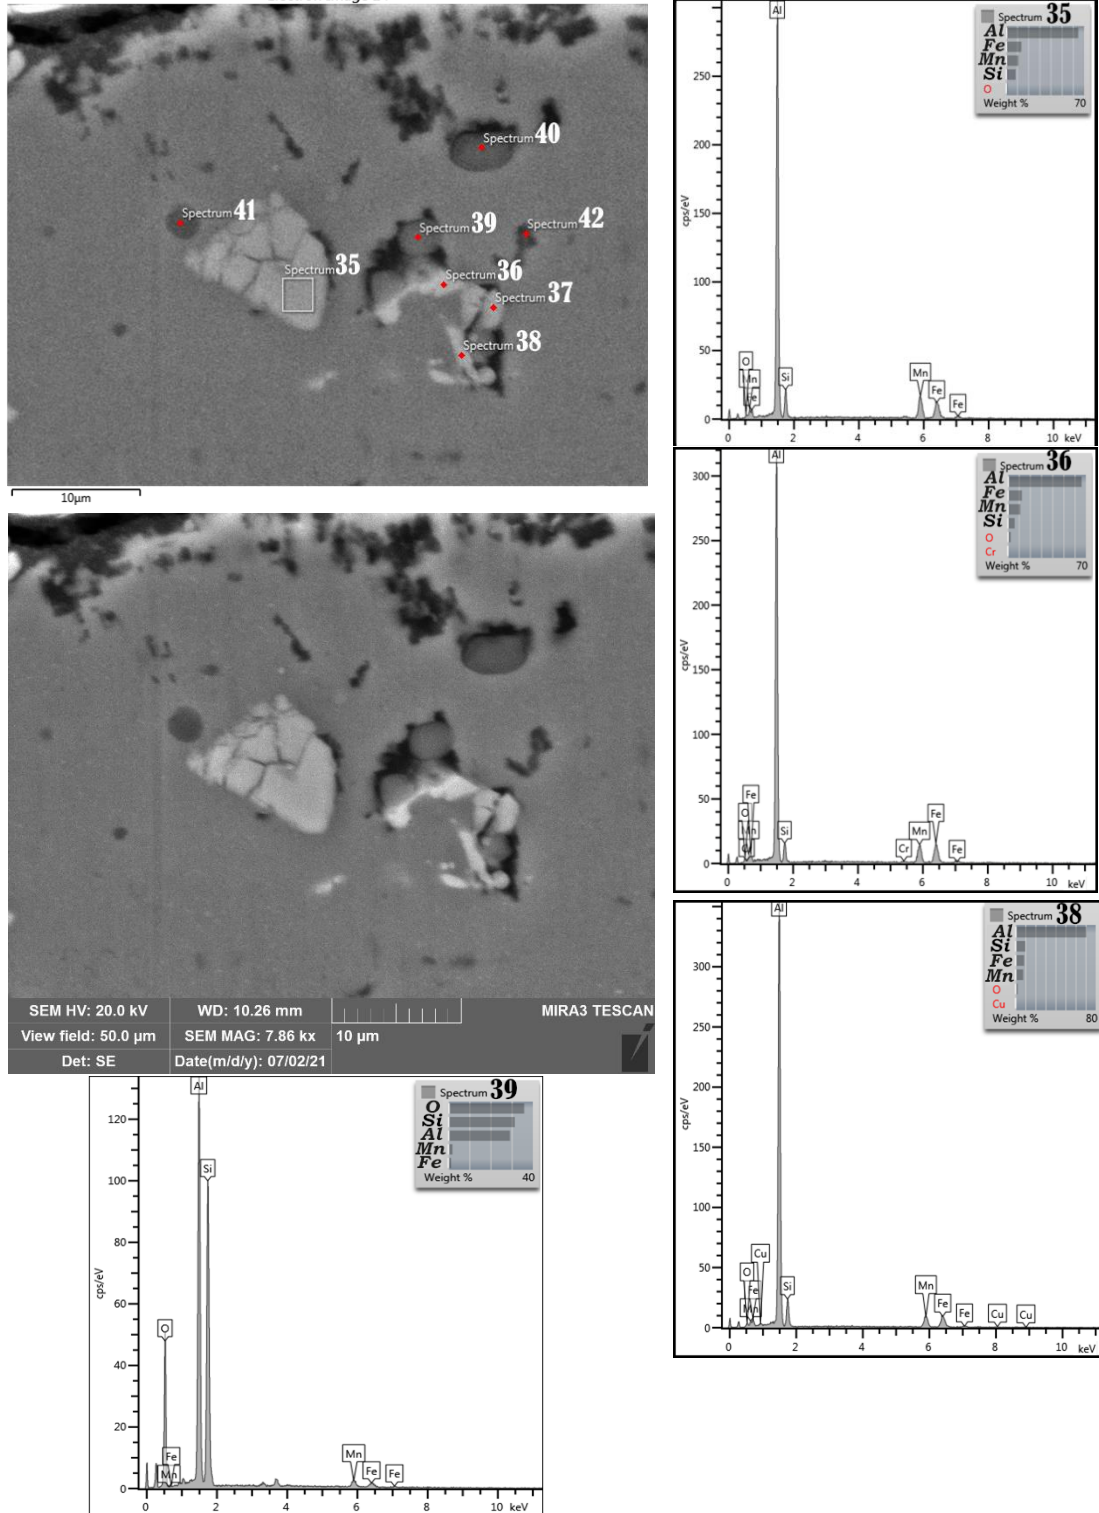 Spectrum 40
Spectrum 41
Spectrum 39
Spectrum 42
Spectrum 35
Spectrum 36
Spectrum 37
Spectrum 38
10µm
SEM HV: 20.0 kV
WD: 10.26 mm
MIRA3 TESCAN
View field: 50.0 µm
SEM MAG: 7.86 kx
10 µm
Det: SE
Date(m/d/y): 07/02/21
Spectrum 35
Al
Fe
Mn
Si
O
Weight %
70
Al
cps/eV
250
200
150
100
50
0
O
Mn
Fe
Si
Mn
Fe
Fe
0
2
4
6
8
10
keV
Spectrum 36
Al
Fe
Mn
Si
O
Cr
Weight %
70
Al
cps/eV
300
250
200
150
100
50
0
Fe
O
Mn
Si
Cr
Mn
Fe
Fe
0
2
4
6
8
10
keV
Spectrum 38
Al
Si
Fe
Mn
O
Cu
Weight %
80
Al
cps/eV
300
250
200
150
100
50
0
Cu
O
Fe
Mn
Si
Mn
Fe
Fe
Cu
Cu
0
2
4
6
8
10
keV
Spectrum 39
O
Si
Al
Mn
Fe
Weight %
40
Al
Si
O
cps/eV
120
100
80
60
40
20
0
Fe
Mn
Mn
Fe
Fe
0
2
4
6
8
10
keV